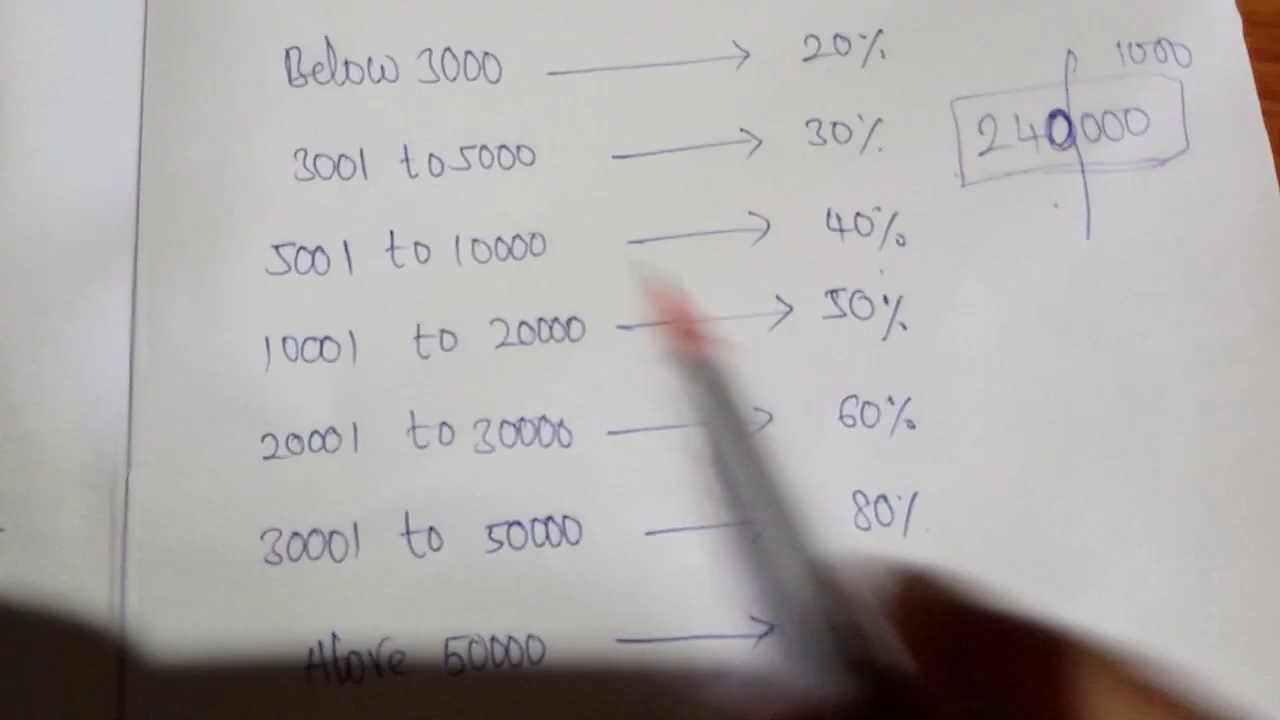 Below 3000 → 20%
3001 to 5000 → 30%
5001 to 10000 → 40%
10001 to 20000 → 50%
20001 to 30000 → 60%
30001 to 50000 → 80%
Above 50000 →
1000
240000